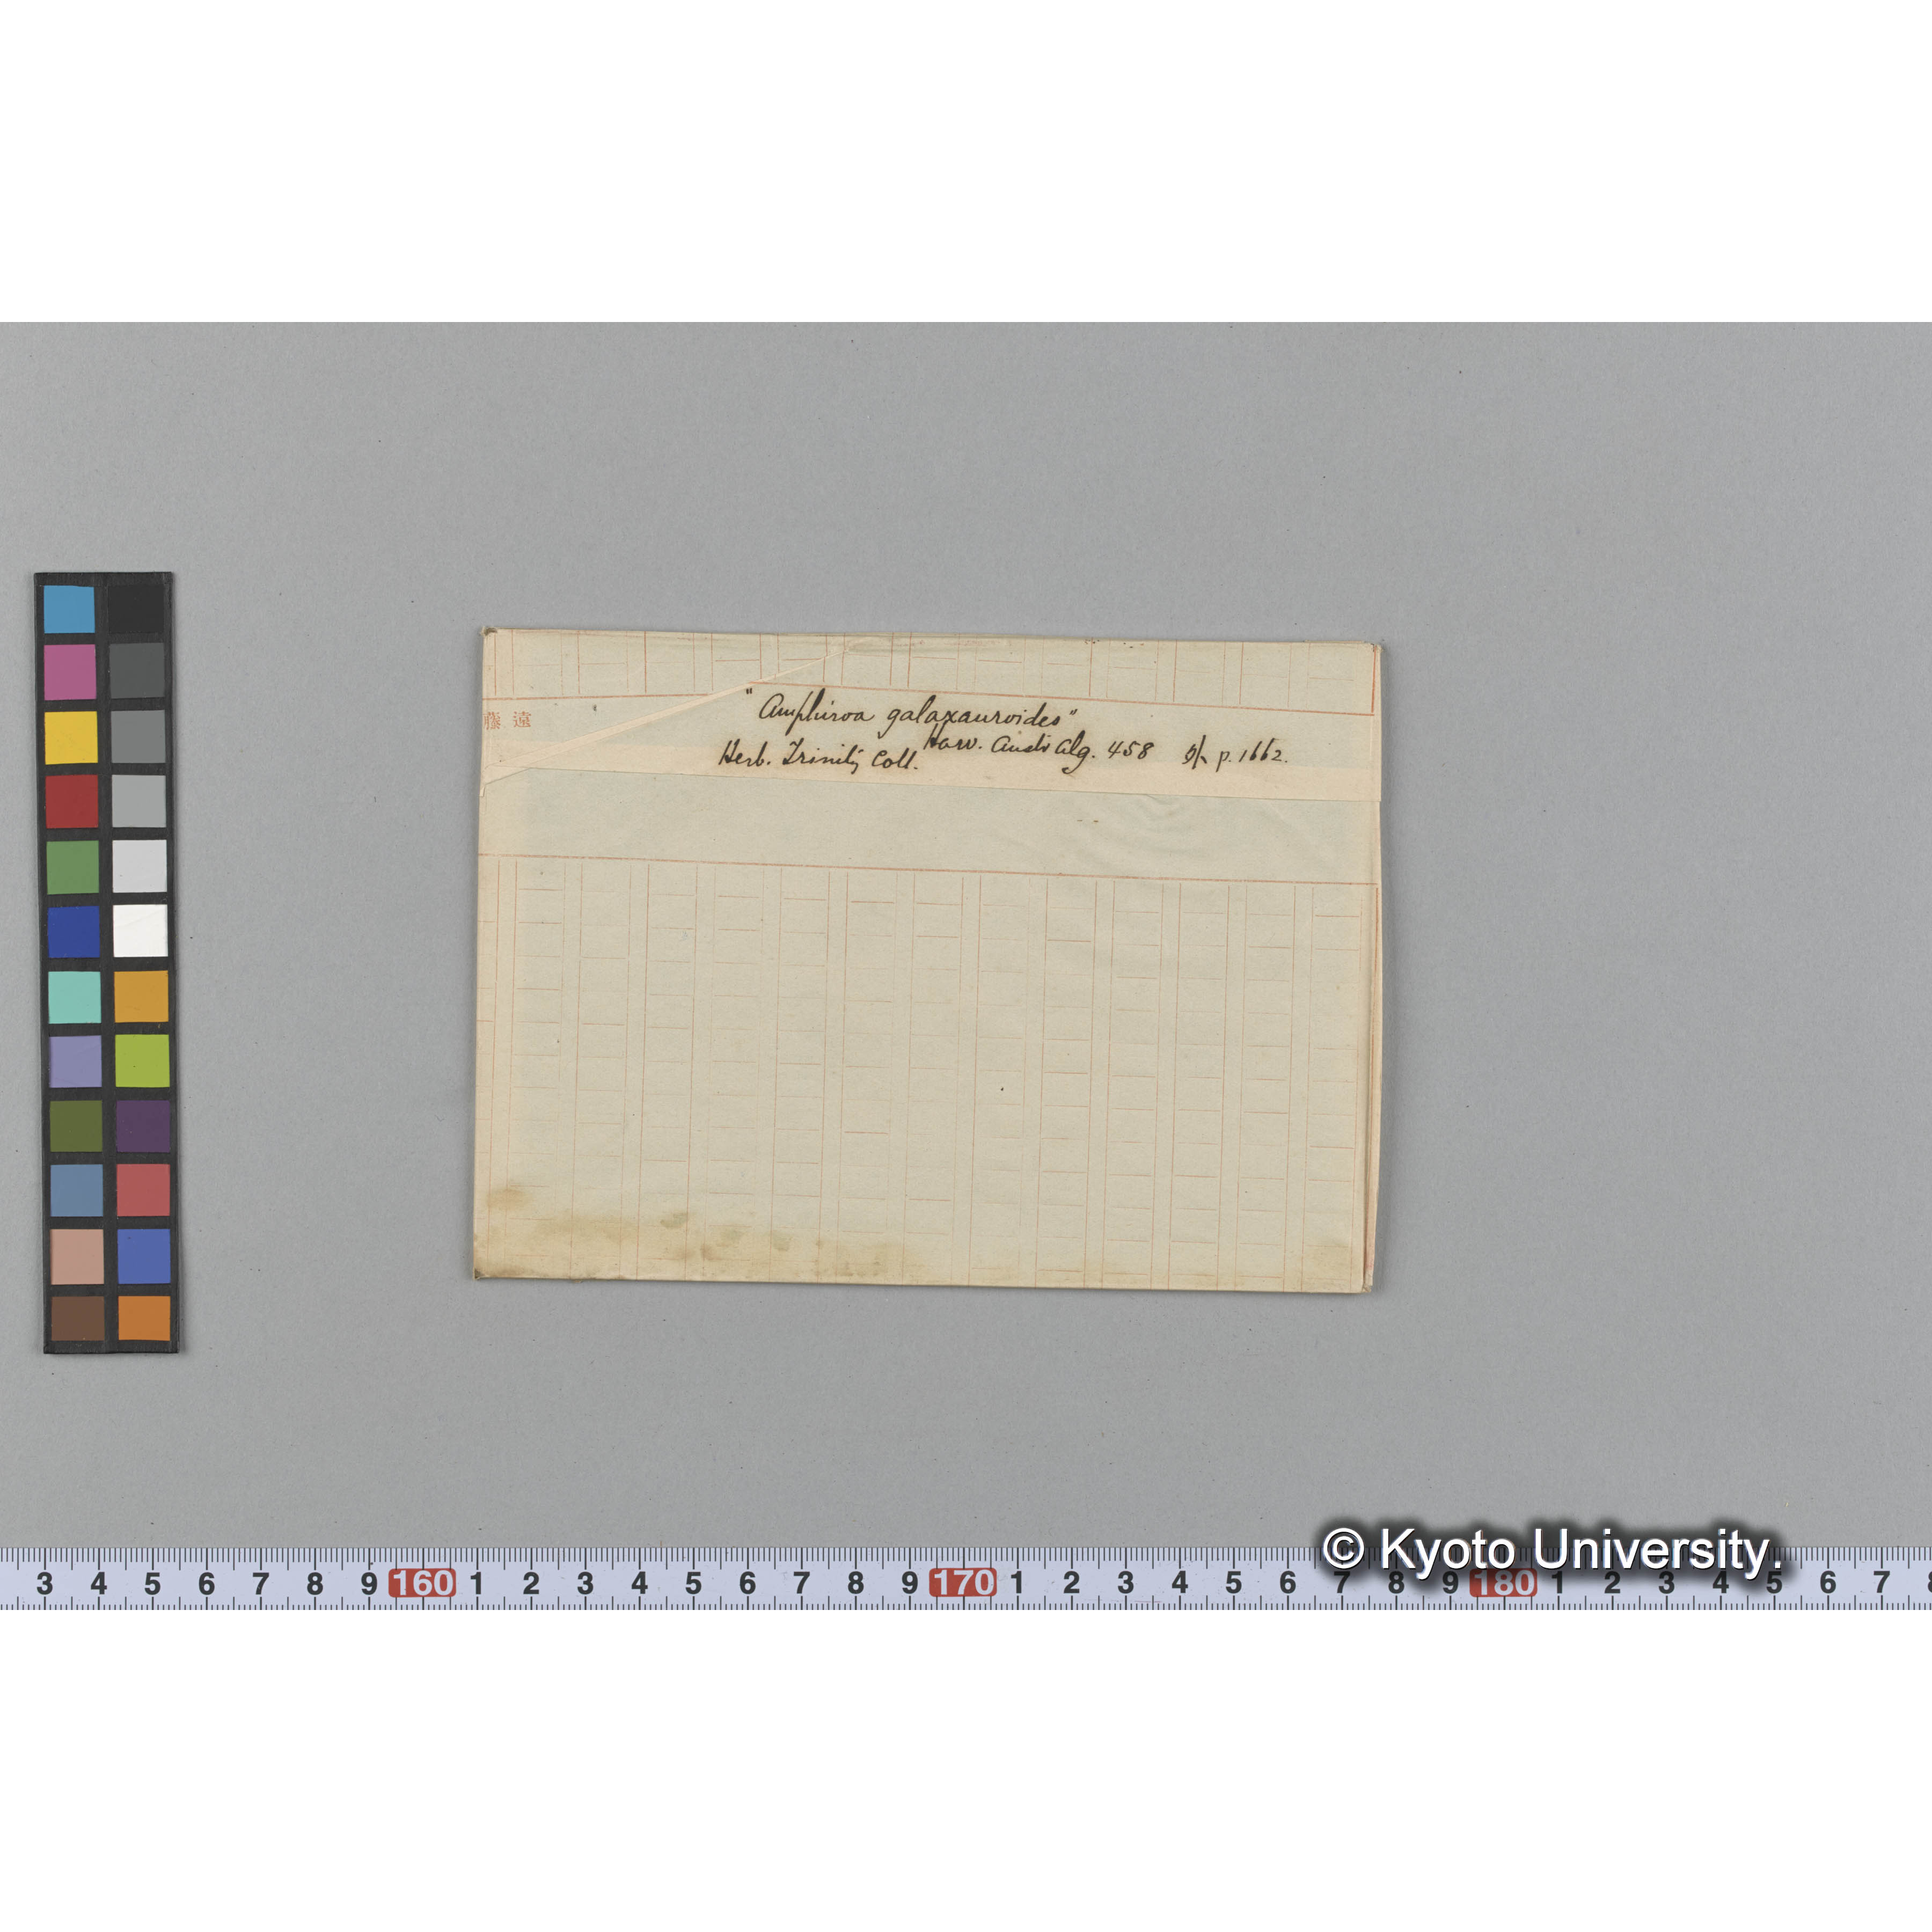 "Amphiroa galaxauroides"
Harv. Austr Alg. 458 外 p. 1662.
Herb. Trinity Coll.
藤 遠
3 4 5 6 7 8 9 160 1 2 3 4 5 6 7 8 9 170 1 2 3 4 5 6 7 8 9 180 1 2 3 4 5 6 7 8
© Kyoto University.